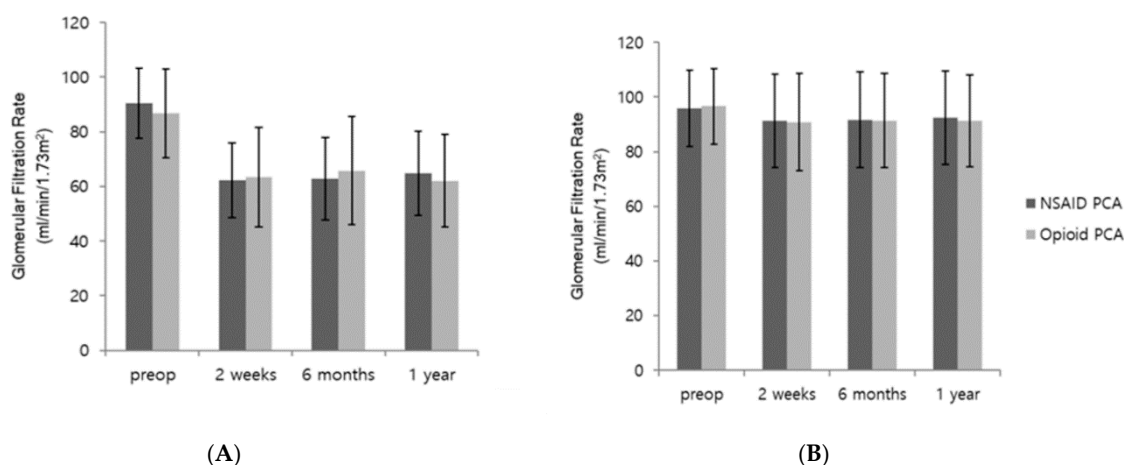 120
100
80
60
40
20
0
Glomerular Filtration Rate
(ml/min/1.73m²)
preop 2 weeks 6 months 1 year
(A)
120
100
80
60
40
20
0
Glomerular Filtration Rate
(ml/min/1.73m²)
preop 2 weeks 6 months 1 year
NSAID PCA
Opioid PCA
(B)